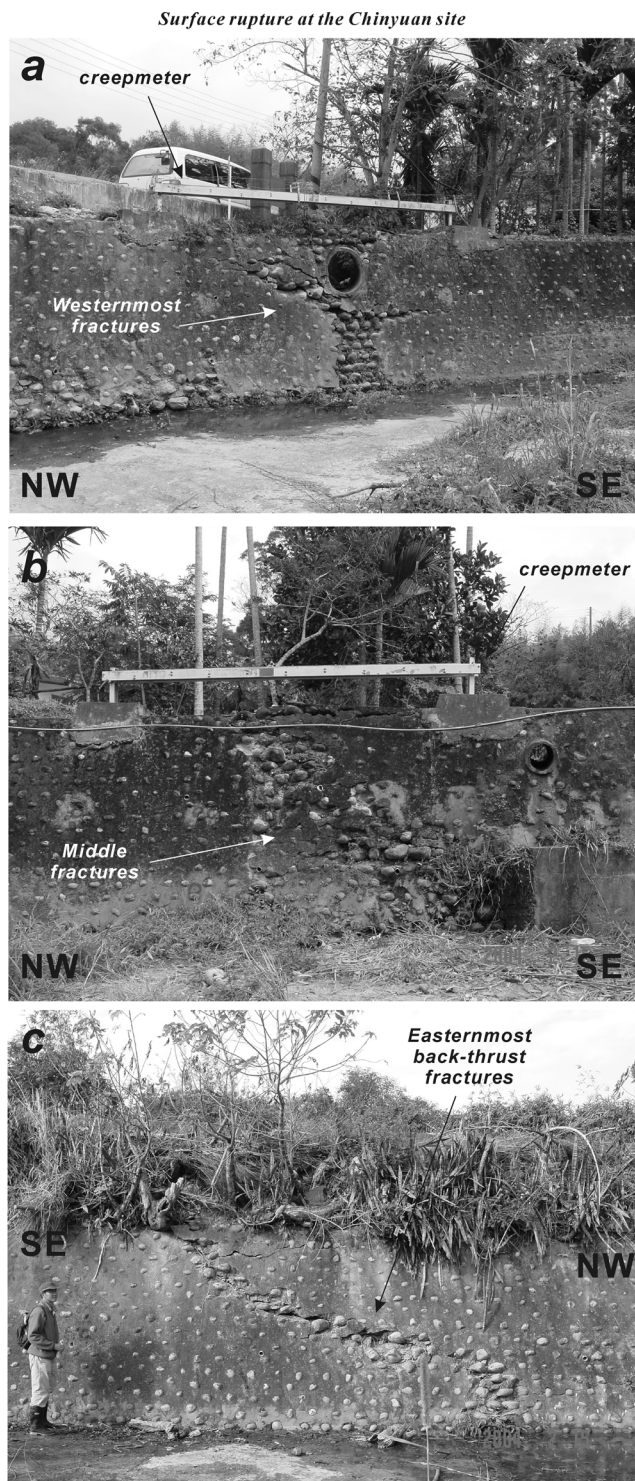 Surface rupture at the Chinyuan site
a
creepmeter
Westernmost
fractures
NW
SE
b
creepmeter
Middle
fractures
NW
SE
c
Easternmost
back-thrust
fractures
SE
NW